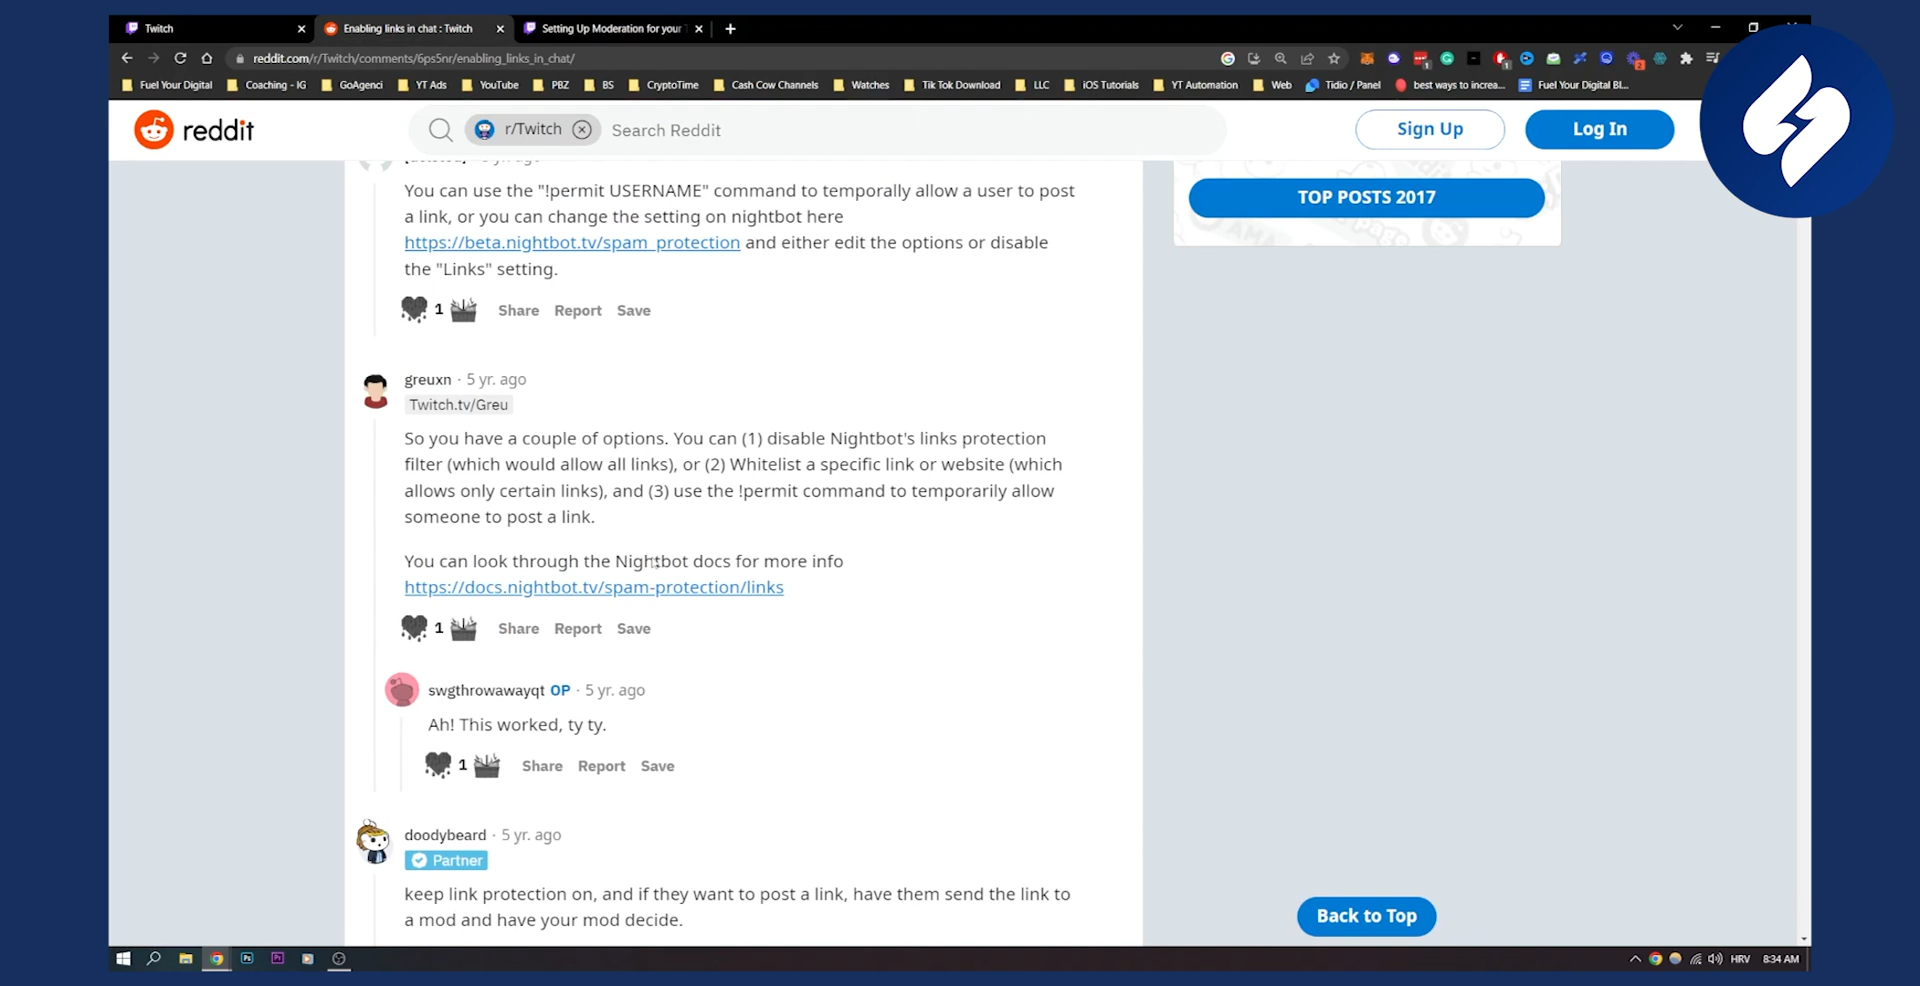 Twitch
Enabling links in chat : Twitch
Setting Up Moderation for your
reddit.com/r/Twitch/comments/6ps5nr/enabling_links_in_chat/
Fuel Your Digital
Coaching - IG
GoAgenci
YT Ads
YouTube
PBZ
BS
CryptoTime
Cash Cow Channels
Watches
Tik Tok Download
LLC
iOS Tutorials
YT Automation
Web
Tidio / Panel
best ways to increa...
Fuel Your Digital Bl...
reddit
r/Twitch
Search Reddit
Sign Up
Log In
TOP POSTS 2017
You can use the "!permit USERNAME" command to temporally allow a user to post
a link, or you can change the setting on nightbot here
https://beta.nightbot.tv/spam_protection and either edit the options or disable
the "Links" setting.
1 Share Report Save
greuxn · 5 yr. ago
Twitch.tv/Greu
So you have a couple of options. You can (1) disable Nightbot's links protection
filter (which would allow all links), or (2) Whitelist a specific link or website (which
allows only certain links), and (3) use the !permit command to temporarily allow
someone to post a link.
You can look through the Nightbot docs for more info
https://docs.nightbot.tv/spam-protection/links
1 Share Report Save
swgthrowawayqt OP · 5 yr. ago
Ah! This worked, ty ty.
1 Share Report Save
doodybeard · 5 yr. ago
Partner
keep link protection on, and if they want to post a link, have them send the link to
a mod and have your mod decide.
Back to Top
HRV
8:34 AM